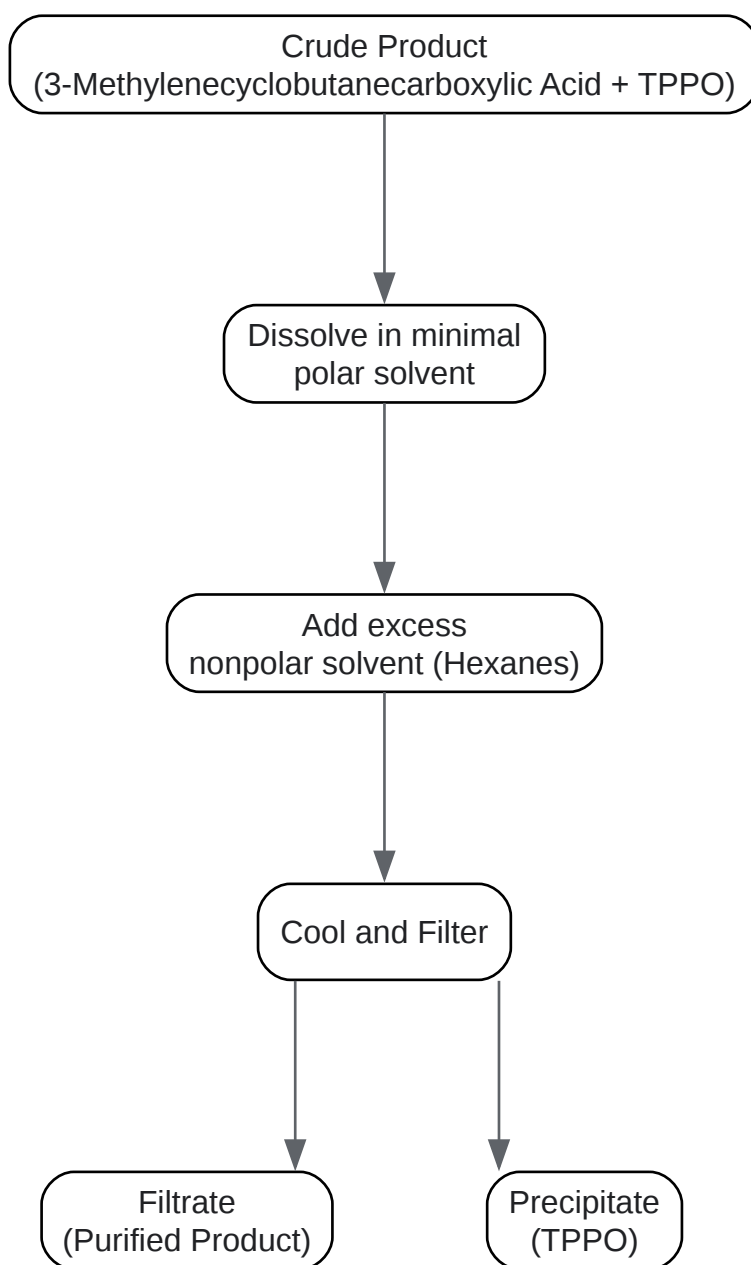 Crude Product
(3-Methylenecyclobutanecarboxylic Acid + TPPO)
Dissolve in minimal
polar solvent
Add excess
nonpolar solvent (Hexanes)
Cool and Filter
Filtrate
(Purified Product)
Precipitate
(TPPO)